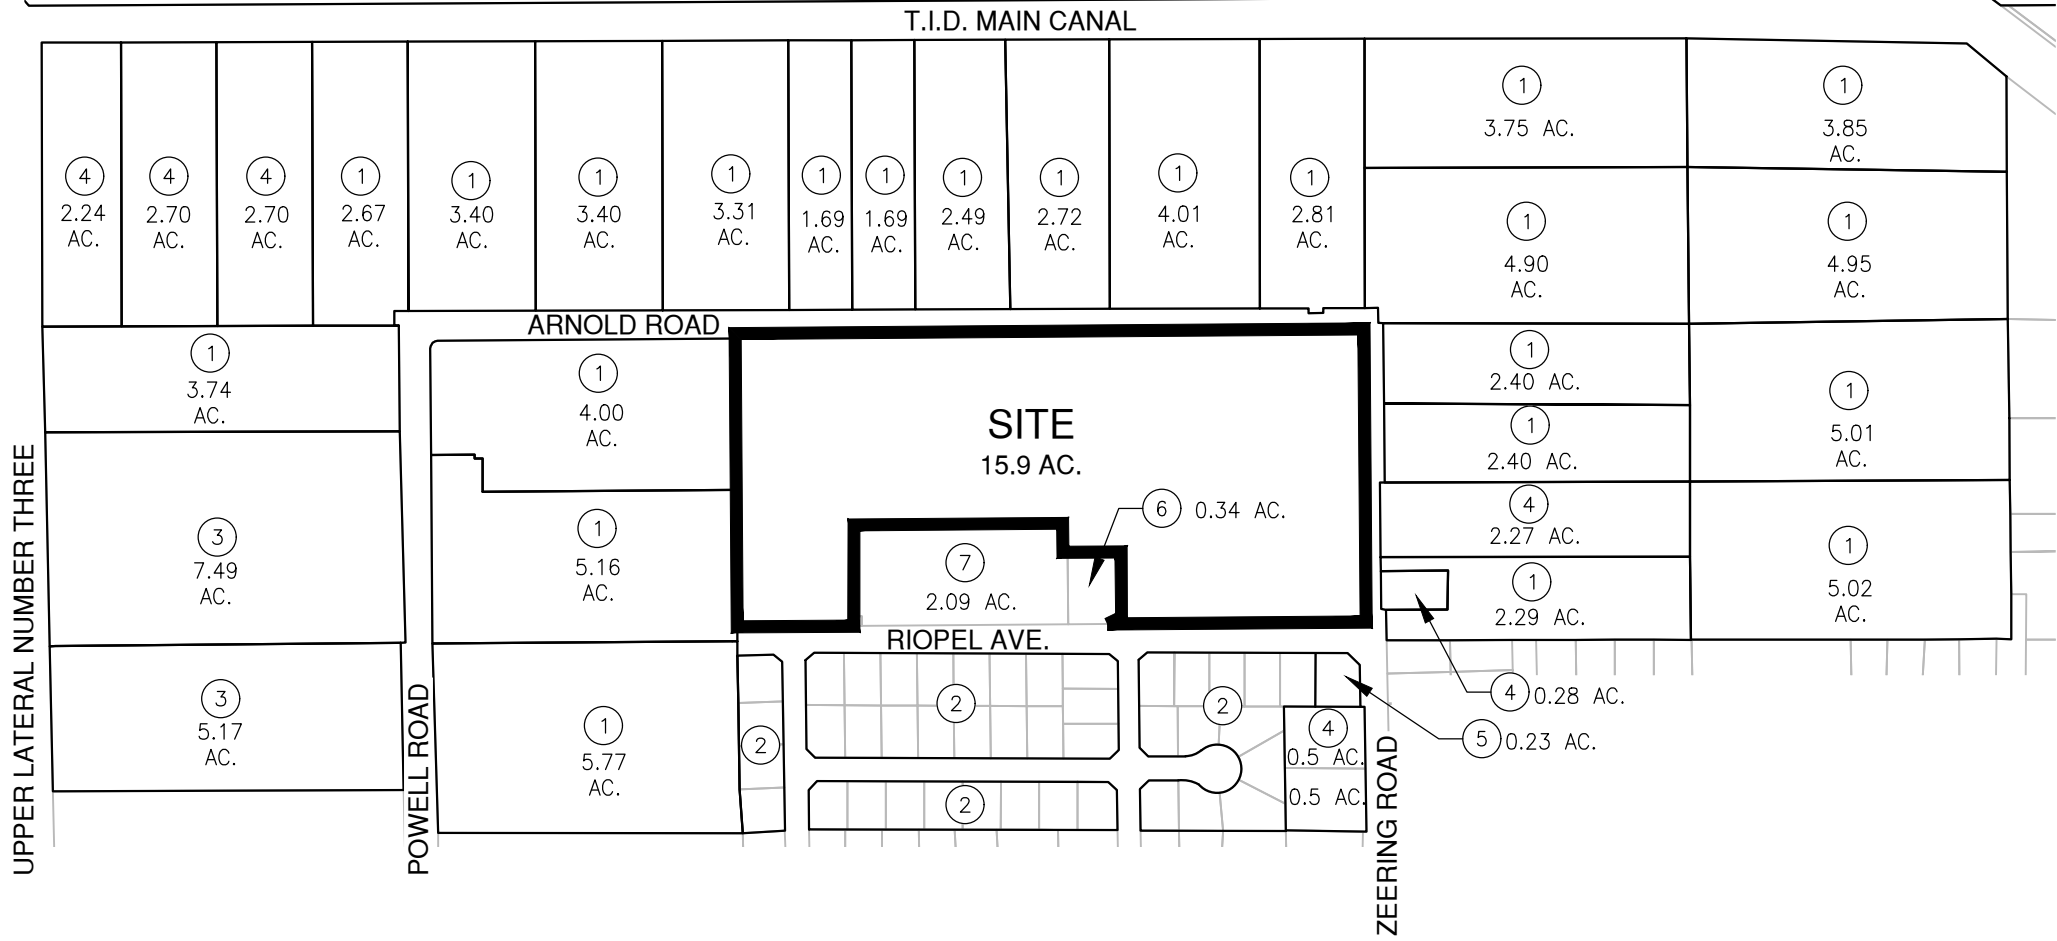 T.I.D. MAIN CANAL
4
2.24
AC.
4
2.70
AC.
4
2.70
AC.
1
2.67
AC.
1
3.40
AC.
1
3.40
AC.
1
3.31
AC.
1
1.69
AC.
1
1.69
AC.
1
2.49
AC.
1
2.72
AC.
1
4.01
AC.
1
2.81
AC.
1
3.75 AC.
1
3.85
AC.
1
4.90
AC.
1
4.95
AC.
ARNOLD ROAD
1
3.74
AC.
1
4.00
AC.
SITE
15.9 AC.
1
2.40 AC.
1
2.40 AC.
1
5.01
AC.
3
7.49
AC.
1
5.16
AC.
6 0.34 AC.
7
2.09 AC.
4
2.27 AC.
1
2.29 AC.
1
5.02
AC.
RIOPEL AVE.
UPPER LATERAL NUMBER THREE
3
5.17
AC.
POWELL ROAD
1
5.77
AC.
2
2
2
2
4
0.5 AC.
0.5 AC.
ZEERING ROAD
4 0.28 AC.
5 0.23 AC.